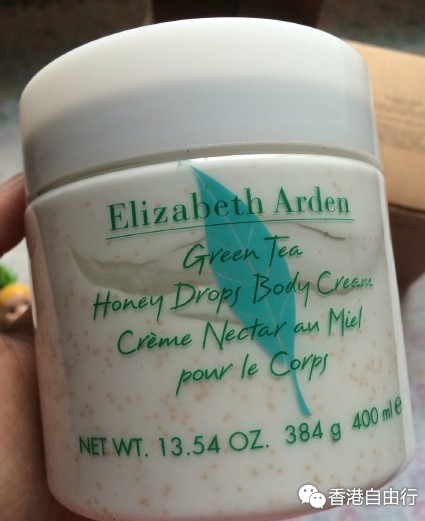 Elizabeth Arden
Green Tea
Honey Drops Body Cream
Crème Nectar au Miel
pour le Corps
NET WT. 13.54 OZ. 384 g 400 ml e
香港自由行